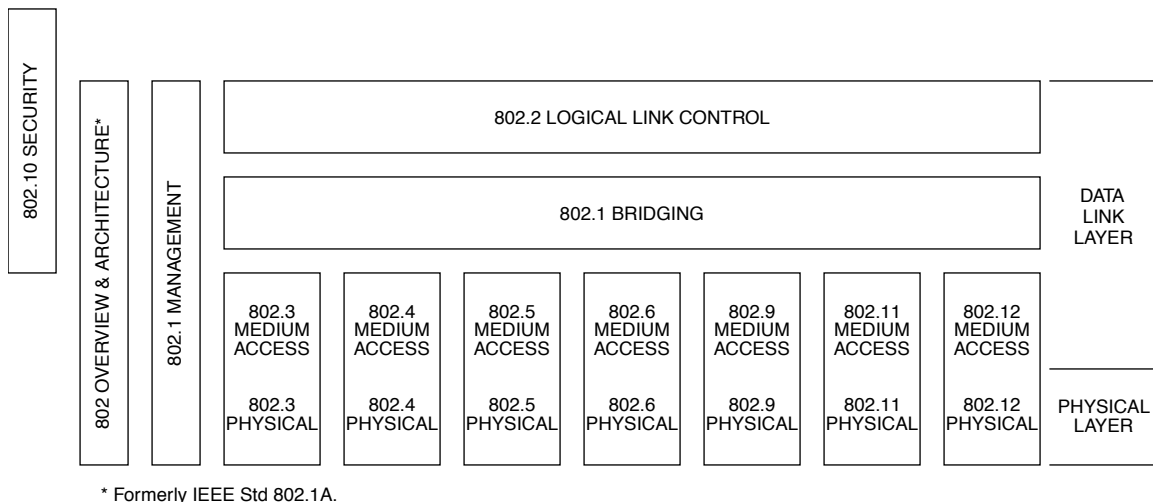 802.10 SECURITY
802 OVERVIEW & ARCHITECTURE*
802.1 MANAGEMENT
802.2 LOGICAL LINK CONTROL
802.1 BRIDGING
DATA
LINK
LAYER
802.3
MEDIUM
ACCESS
802.3
PHYSICAL
802.4
MEDIUM
ACCESS
802.4
PHYSICAL
802.5
MEDIUM
ACCESS
802.5
PHYSICAL
802.6
MEDIUM
ACCESS
802.6
PHYSICAL
802.9
MEDIUM
ACCESS
802.9
PHYSICAL
802.11
MEDIUM
ACCESS
802.11
PHYSICAL
802.12
MEDIUM
ACCESS
802.12
PHYSICAL
PHYSICAL
LAYER
* Formerly IEEE Std 802.1A.